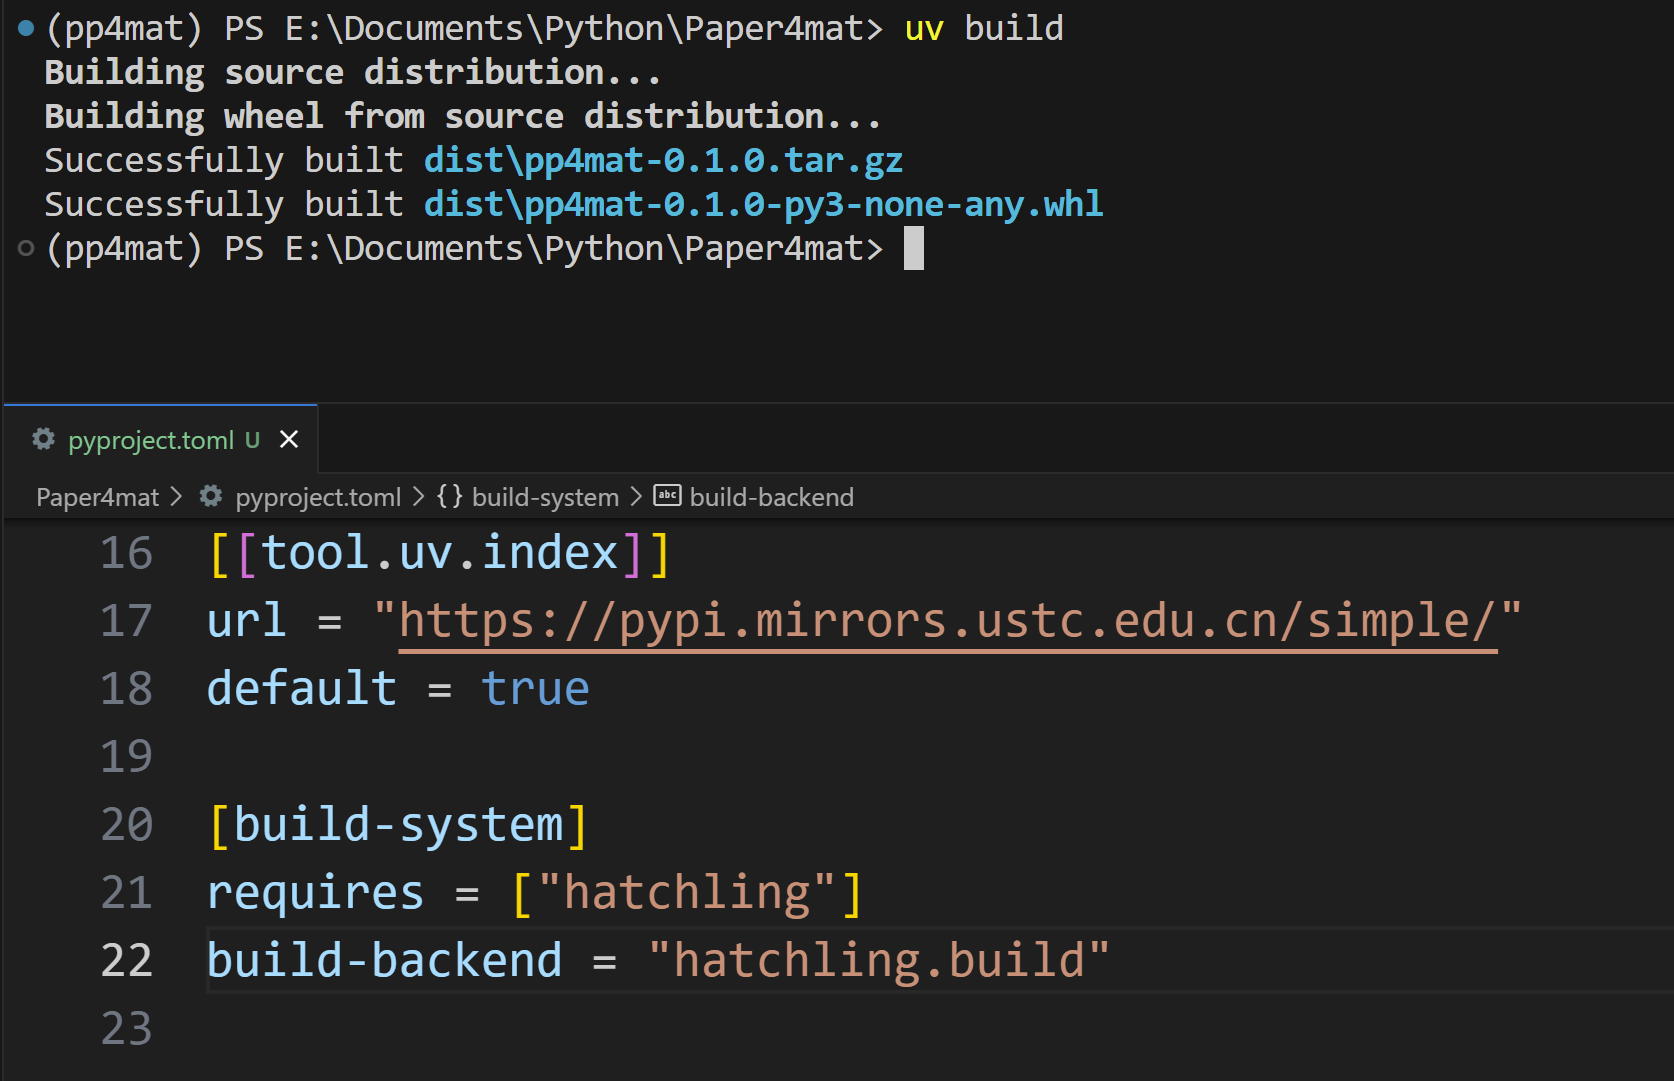 (pp4mat) PS E:\Documents\Python\Paper4mat> uv build
Building source distribution...
Building wheel from source distribution...
Successfully built dist\pp4mat-0.1.0.tar.gz
Successfully built dist\pp4mat-0.1.0-py3-none-any.whl
(pp4mat) PS E:\Documents\Python\Paper4mat>
pyproject.toml U
Paper4mat > pyproject.toml > {} build-system > abc build-backend
16 [[tool.uv.index]]
17 url = "https://pypi.mirrors.ustc.edu.cn/simple/"
18 default = true
19
20 [build-system]
21 requires = ["hatchling"]
22 build-backend = "hatchling.build"
23